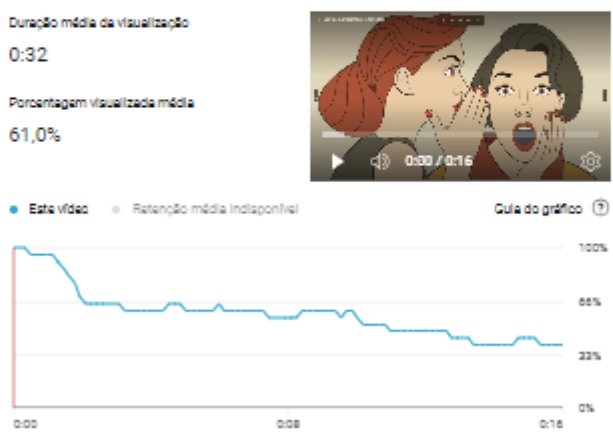 Duração média da visualização
0:32
Porcentagem visualizada média
61,0%
0:00 / 0:16
Este vídeo
Retenção média indisponível
Guia do gráfico ?
100%
66%
33%
0%
0:00
0:08
0:16